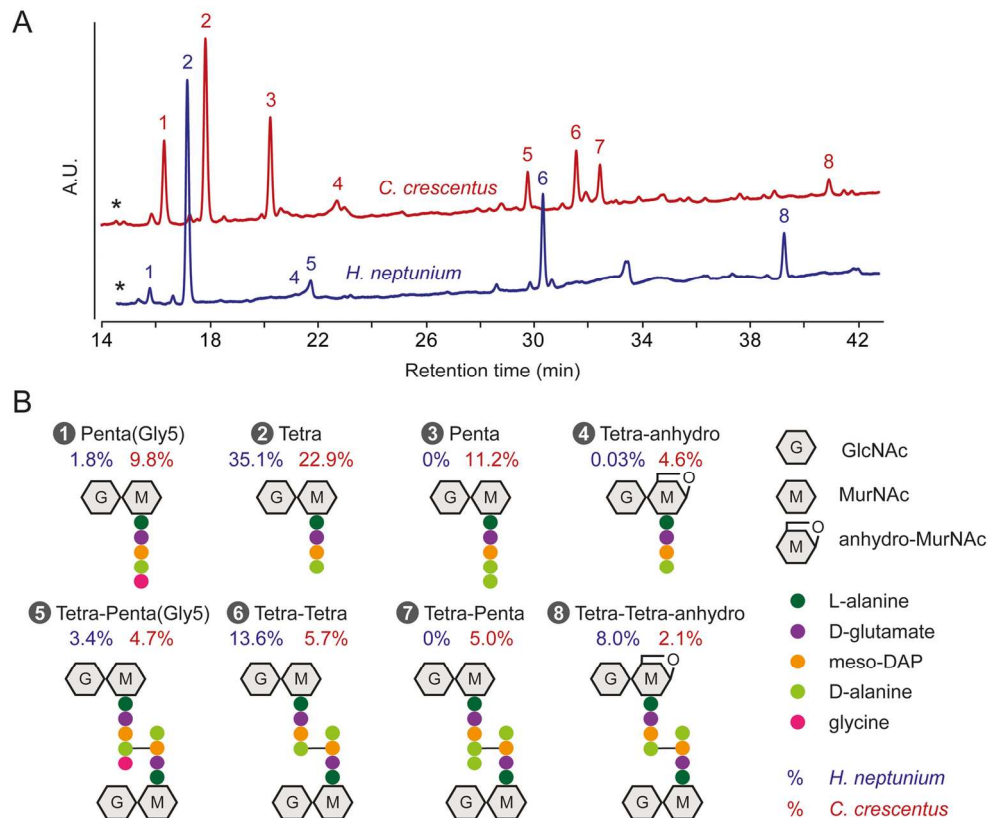 A
A.U.
1
2
3
4
5
6
7
8
C. crescentus
*
1
2
4
5
6
8
H. neptunium
*
14 18 22 26 30 34 38 42
Retention time (min)
B
1 Penta(Gly5)
1.8% 9.8%
G M
2 Tetra
35.1% 22.9%
G M
3 Penta
0% 11.2%
G M
4 Tetra-anhydro
0.03% 4.6%
G M O
5 Tetra-Penta(Gly5)
3.4% 4.7%
G M
G M
6 Tetra-Tetra
13.6% 5.7%
G M
G M
7 Tetra-Penta
0% 5.0%
G M
G M
8 Tetra-Tetra-anhydro
8.0% 2.1%
G M O
G M
G GlcNAc
M MurNAc
M O anhydro-MurNAc
L-alanine
D-glutamate
meso-DAP
D-alanine
glycine
% H. neptunium
% C. crescentus